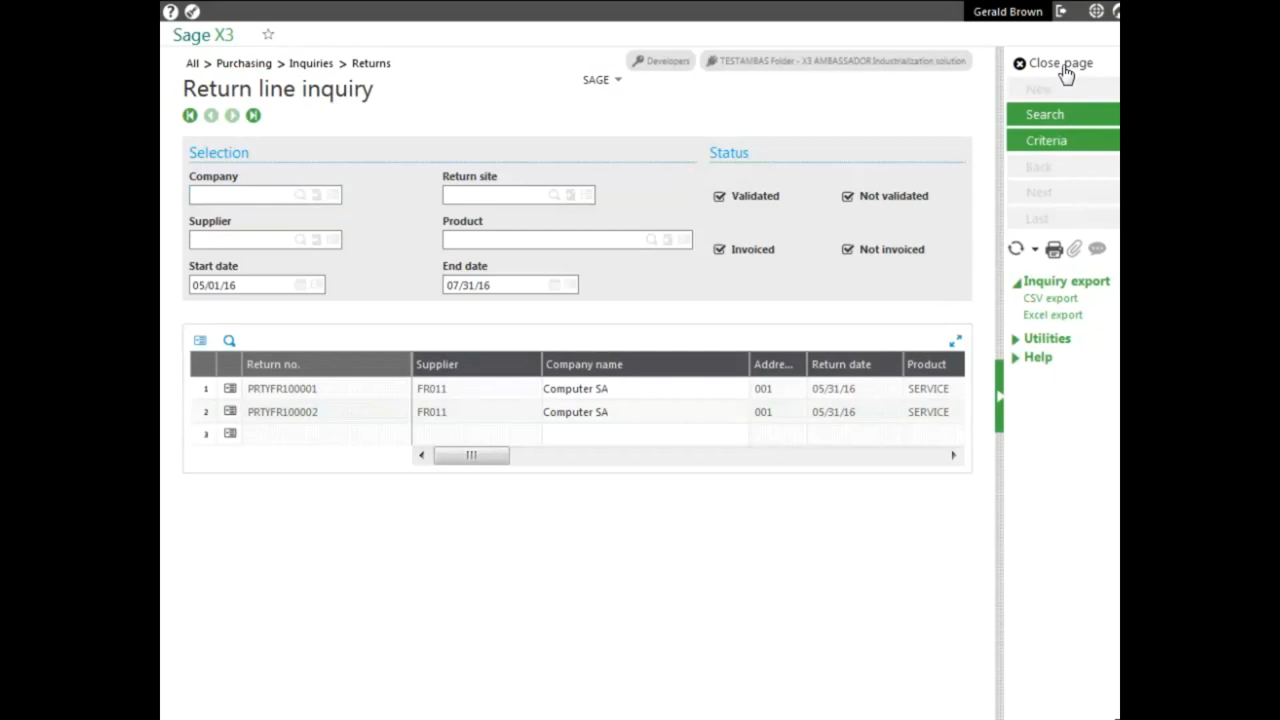 Gerald Brown
Sage X3
All > Purchasing > Inquiries > Returns
Developers
TESTAMBAS Folder - X3 AMBASSADOR Industrialization solution
Return line inquiry
SAGE
Close page
New
Search
Criteria
Back
Next
Last
Selection
Status
Company
Return site
Validated
Not validated
Supplier
Product
Invoiced
Not invoiced
Start date
End date
05/01/16
07/31/16
Inquiry export
CSV export
Excel export
Utilities
Help
Return no. Supplier Company name Addre... Return date Product
1 PRTYFR100001 FR011 Computer SA 001 05/31/16 SERVICE
2 PRTYFR100002 FR011 Computer SA 001 05/31/16 SERVICE
3